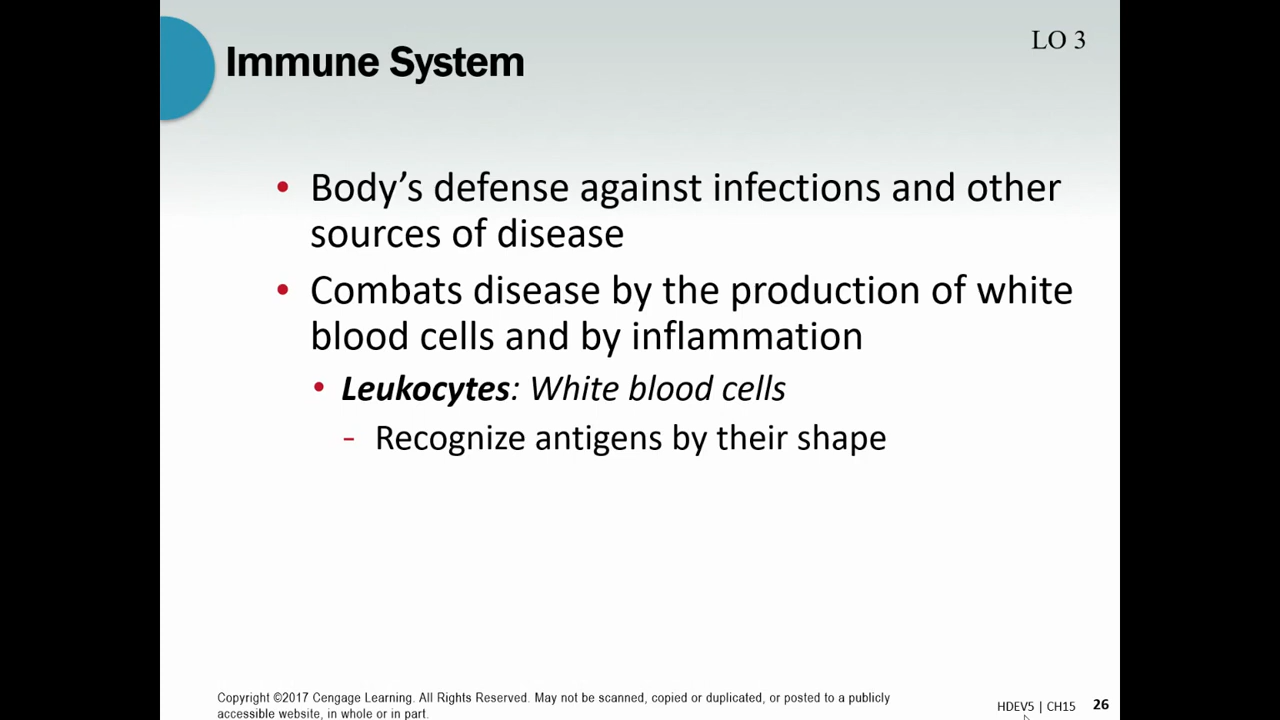 LO 3
Immune System
• Body’s defense against infections and other
sources of disease
• Combats disease by the production of white
blood cells and by inflammation
• Leukocytes: White blood cells
- Recognize antigens by their shape
Copyright ©2017 Cengage Learning. All Rights Reserved. May not be scanned, copied or duplicated, or posted to a publicly
accessible website, in whole or in part.
HDEV5 | CH15 26